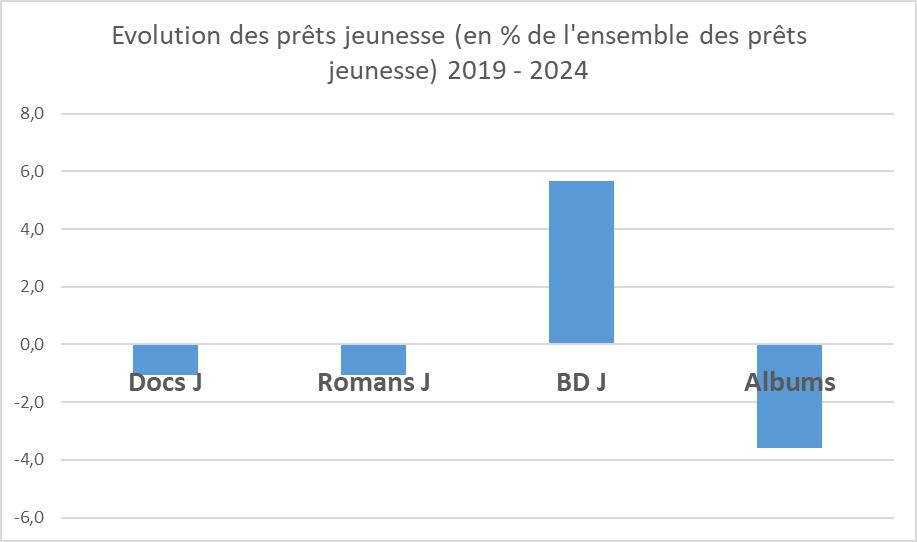 Evolution des prêts jeunesse (en % de l'ensemble des prêts
jeunesse) 2019 - 2024
8,0
6,0
4,0
2,0
0,0
Docs J Romans J BD J Albums
-2,0
-4,0
-6,0